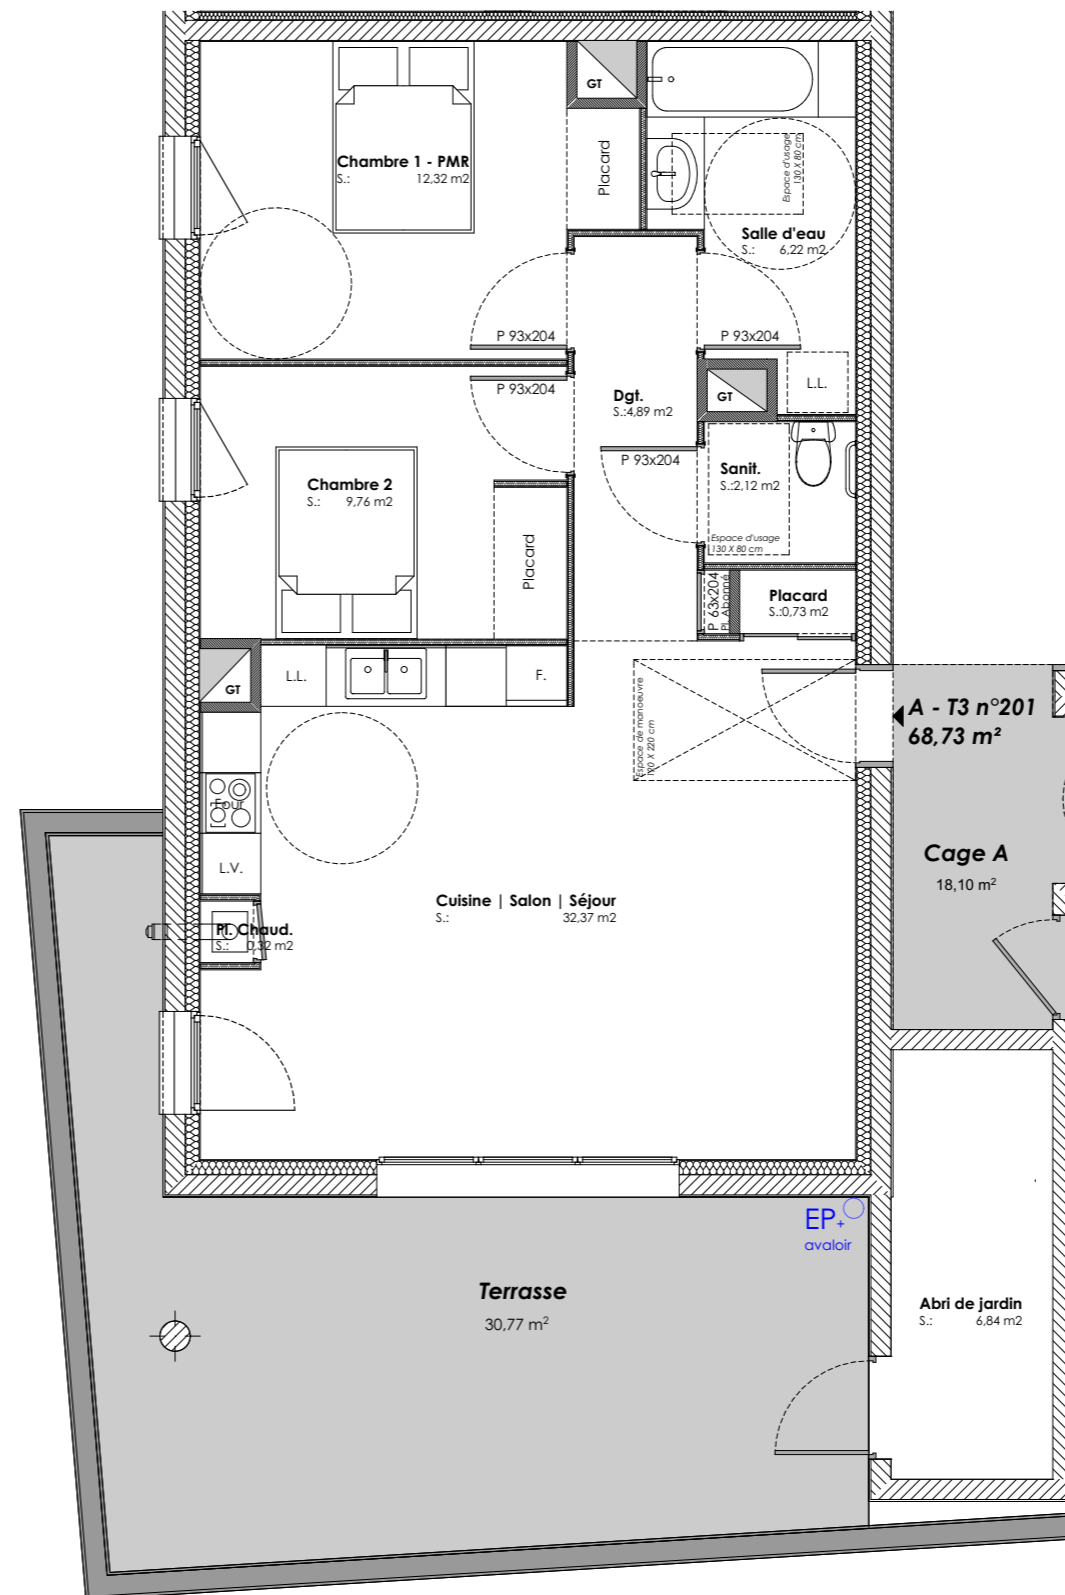 GT
Chambre 1 - PMR
S.: 12,32 m2
Placard
Espace d'usage
130 X 80 cm
Salle d'eau
S.: 6,22 m2
P 93x204
P 93x204
P 93x204
L.L.
Dgt.
S.:4,89 m2
GT
P 93x204
Sanit.
S.:2,12 m2
Chambre 2
S.: 9,76 m2
Espace d'usage
130 X 80 cm
Placard
P 63x204
Pl. Abonné
Placard
S.:0,73 m2
GT
L.L.
F.
Espace de manoeuvre
120 X 220 cm
A - T3 n°201
68,73 m²
Four
L.V.
Cage A
18,10 m²
Cuisine | Salon | Séjour
S.: 32,37 m2
Pl. Chaud.
S.: 0,32 m2
EP+
avaloir
Terrasse
30,77 m²
Abri de jardin
S.: 6,84 m2